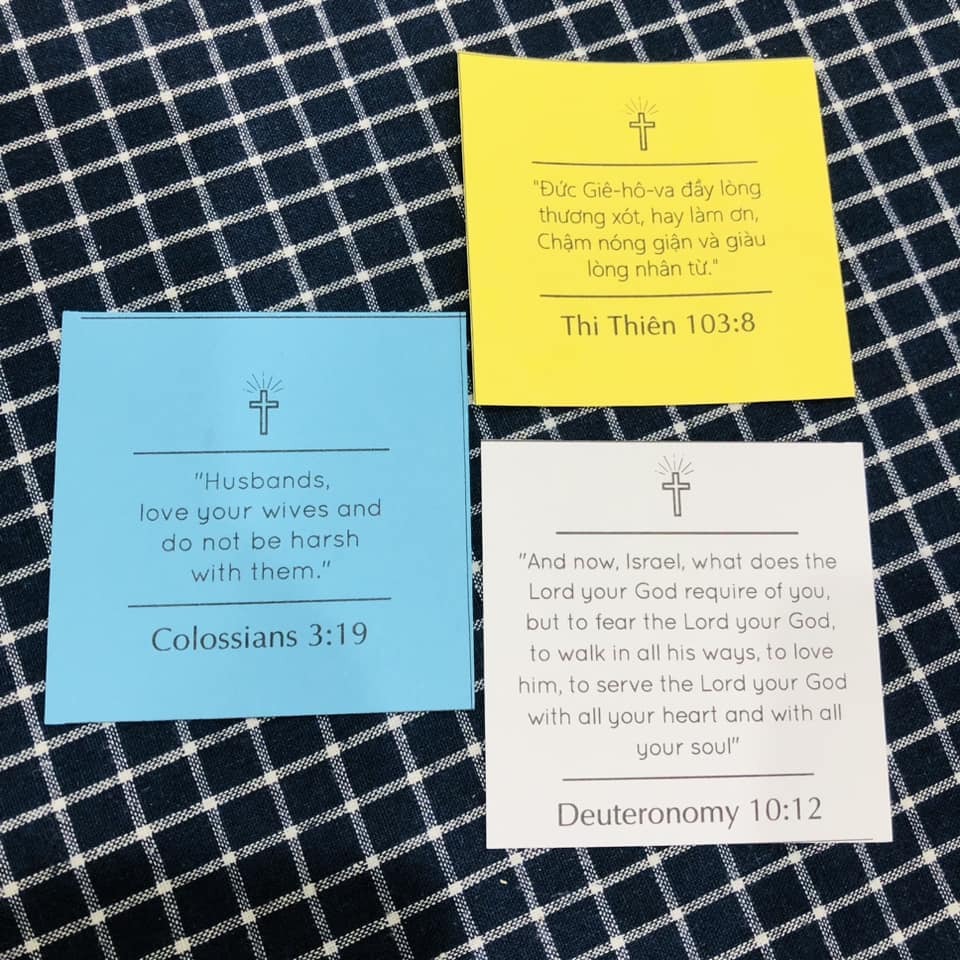 "Đức Giê-hô-va đầy lòng
thương xót, hay làm ơn,
Chậm nóng giận và giàu
lòng nhân từ."
Thi Thiên 103:8
"Husbands,
love your wives and
do not be harsh
with them."
Colossians 3:19
"And now, Israel, what does the
Lord your God require of you,
but to fear the Lord your God,
to walk in all his ways, to love
him, to serve the Lord your God
with all your heart and with all
your soul"
Deuteronomy 10:12